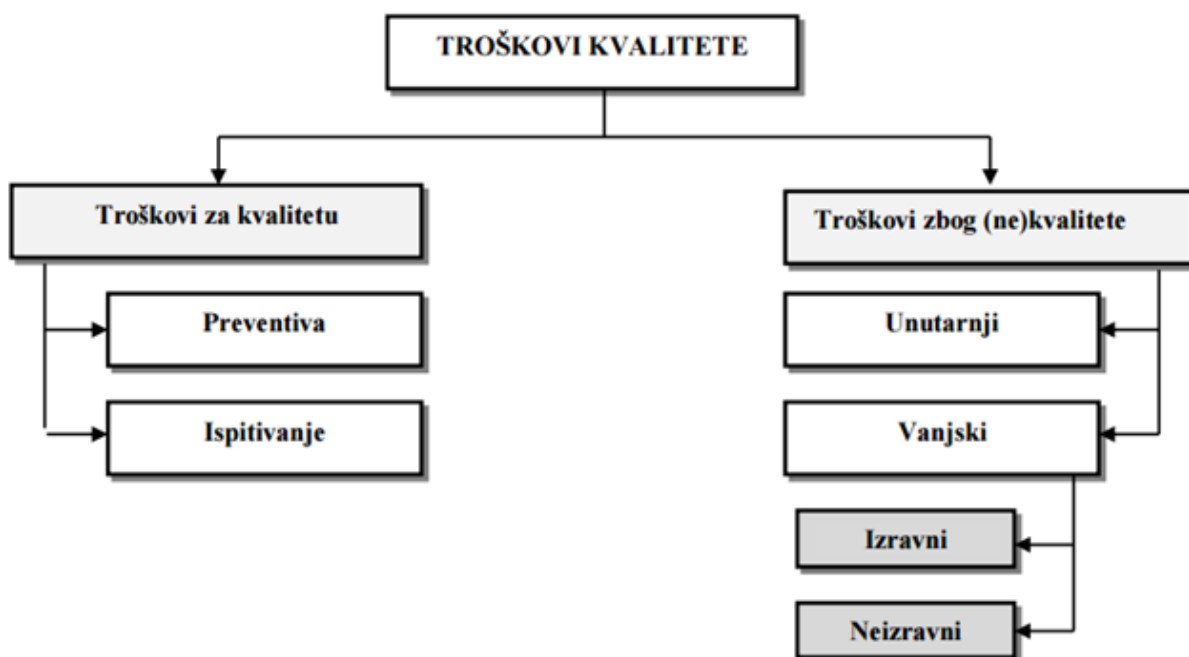 TROŠKOVI KVALITETE
Troškovi za kvalitetu
Preventiva
Ispitivanje
Troškovi zbog (ne)kvalitete
Unutarnji
Vanjski
Izravni
Neizravni